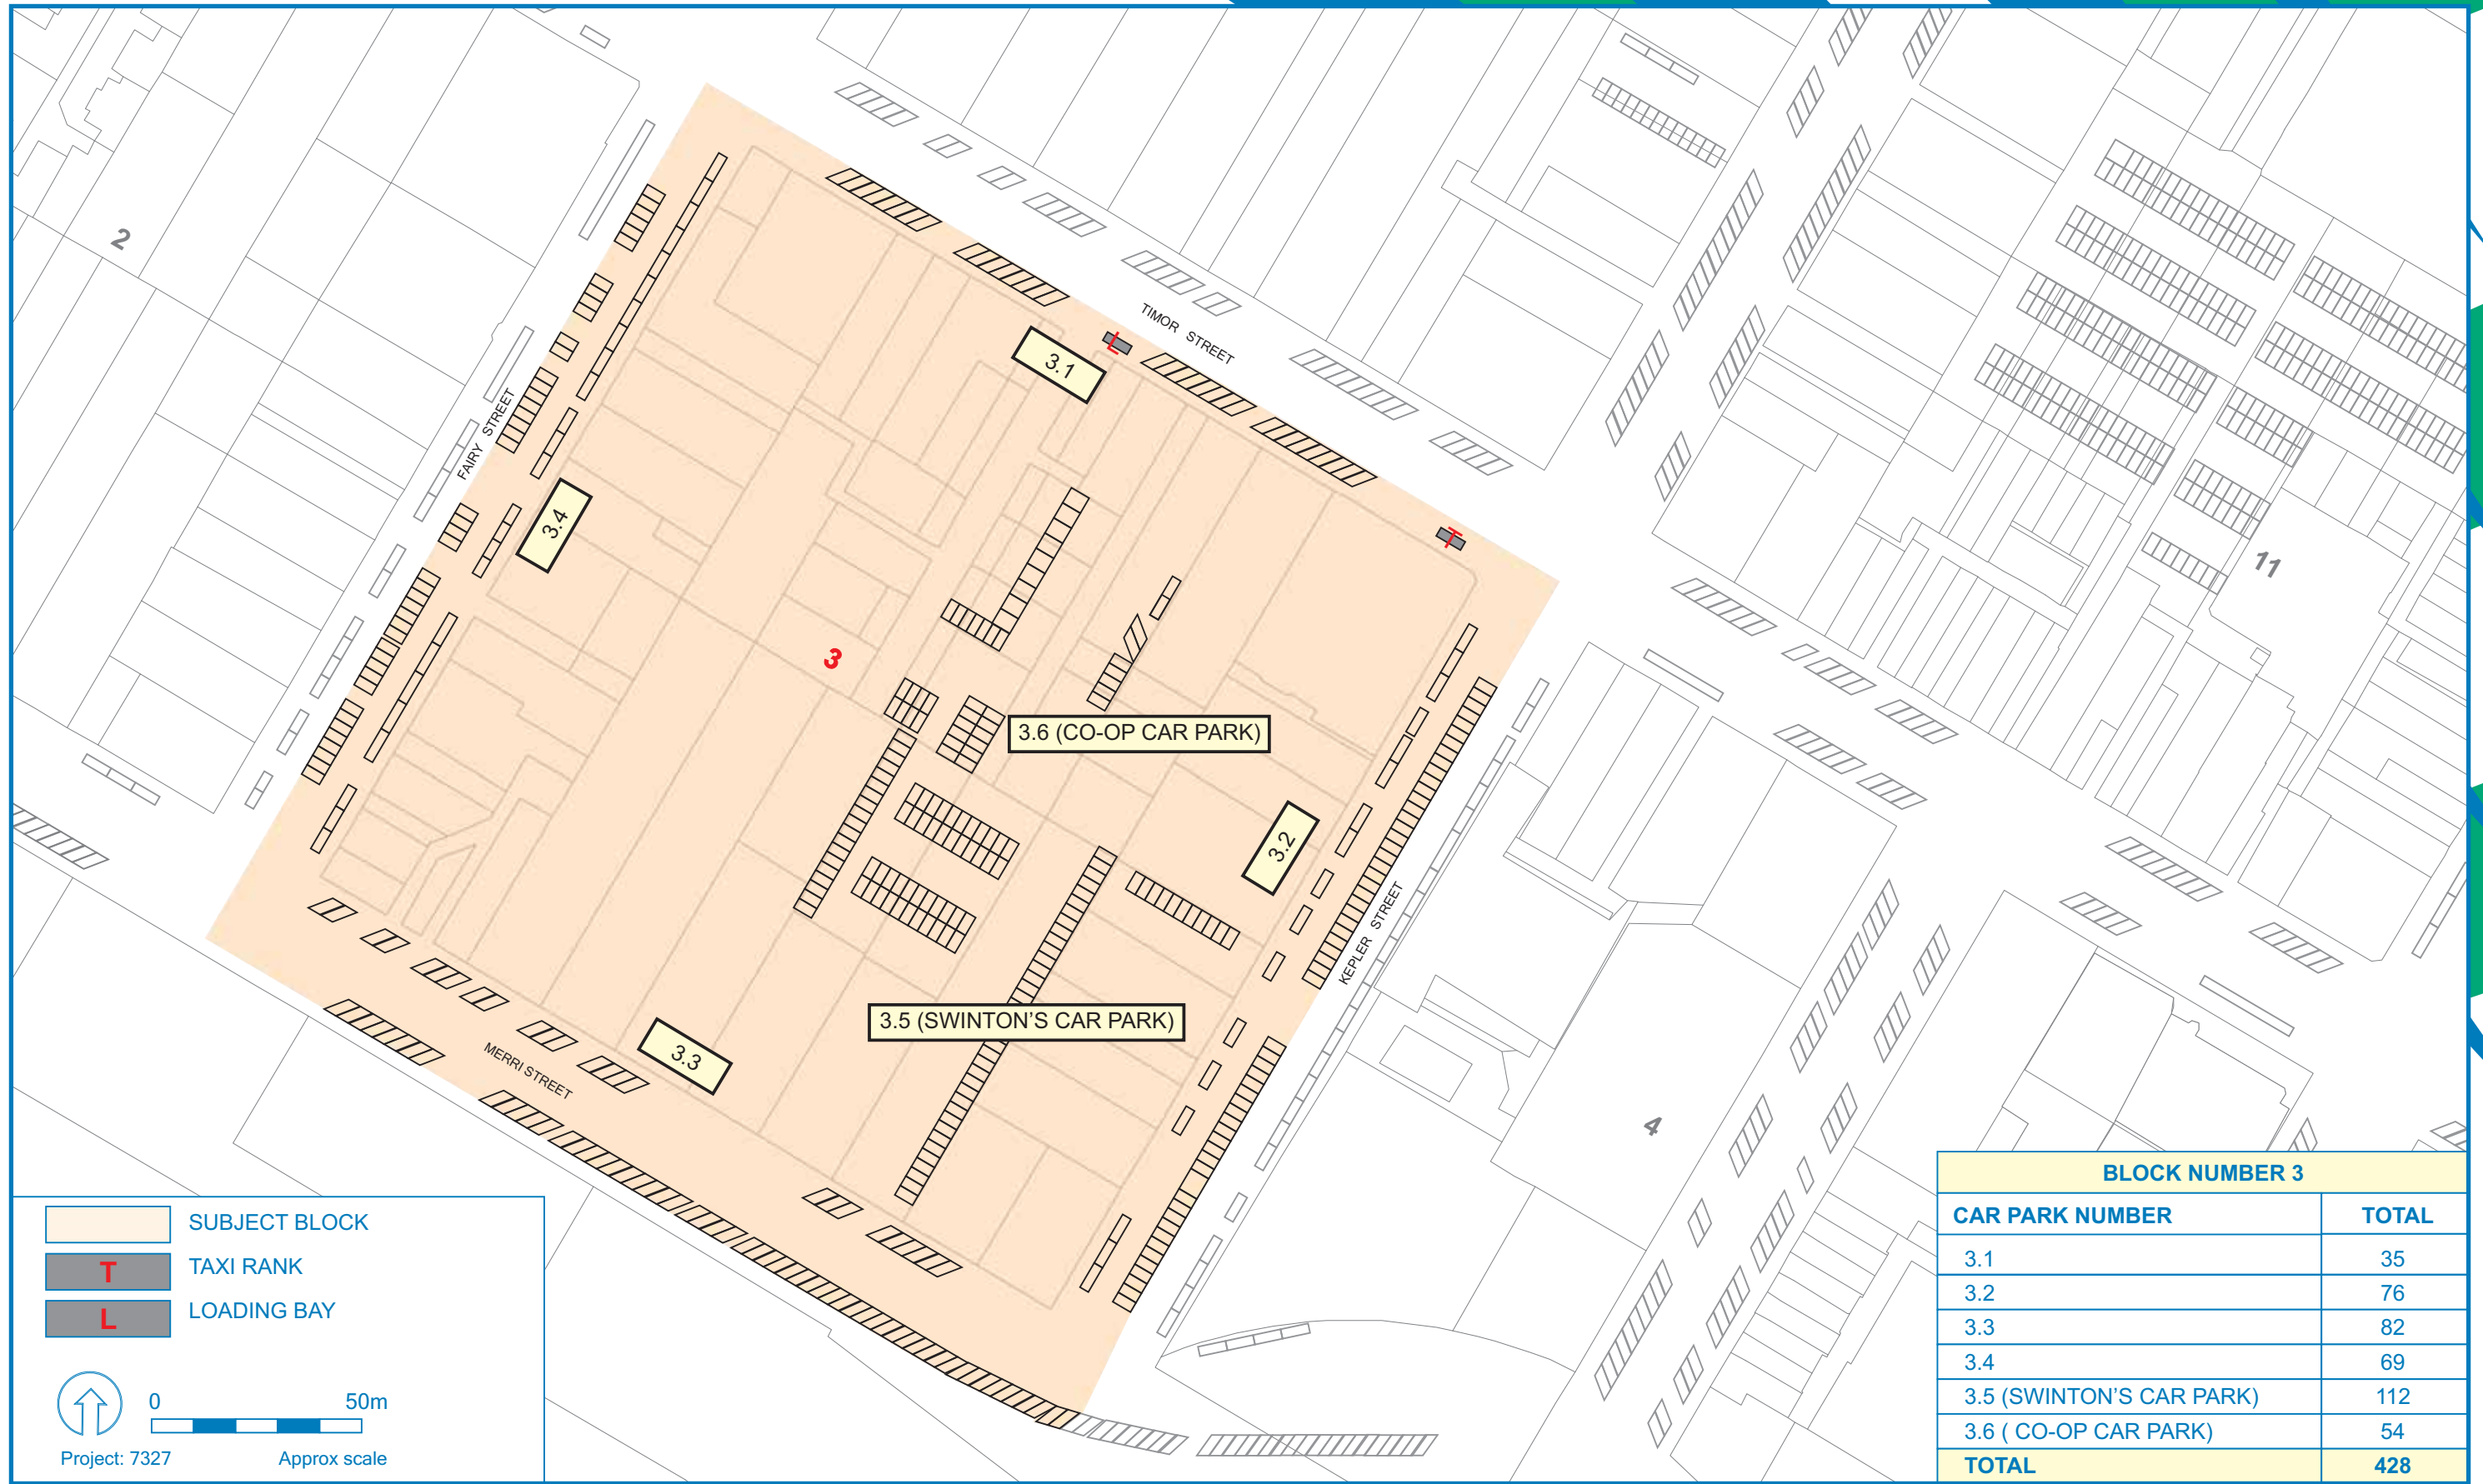 2
TIMOR STREET
L
3.1
FAIRY STREET
3.4
T
11
3
3.6 (CO-OP CAR PARK)
3.2
KEPLER STREET
3.5 (SWINTON'S CAR PARK)
3.3
MERRI STREET
4
SUBJECT BLOCK
T TAXI RANK
L LOADING BAY
0 50m
Project: 7327 Approx scale
BLOCK NUMBER 3
CAR PARK NUMBER TOTAL
3.1 35
3.2 76
3.3 82
3.4 69
3.5 (SWINTON'S CAR PARK) 112
3.6 ( CO-OP CAR PARK) 54
TOTAL 428